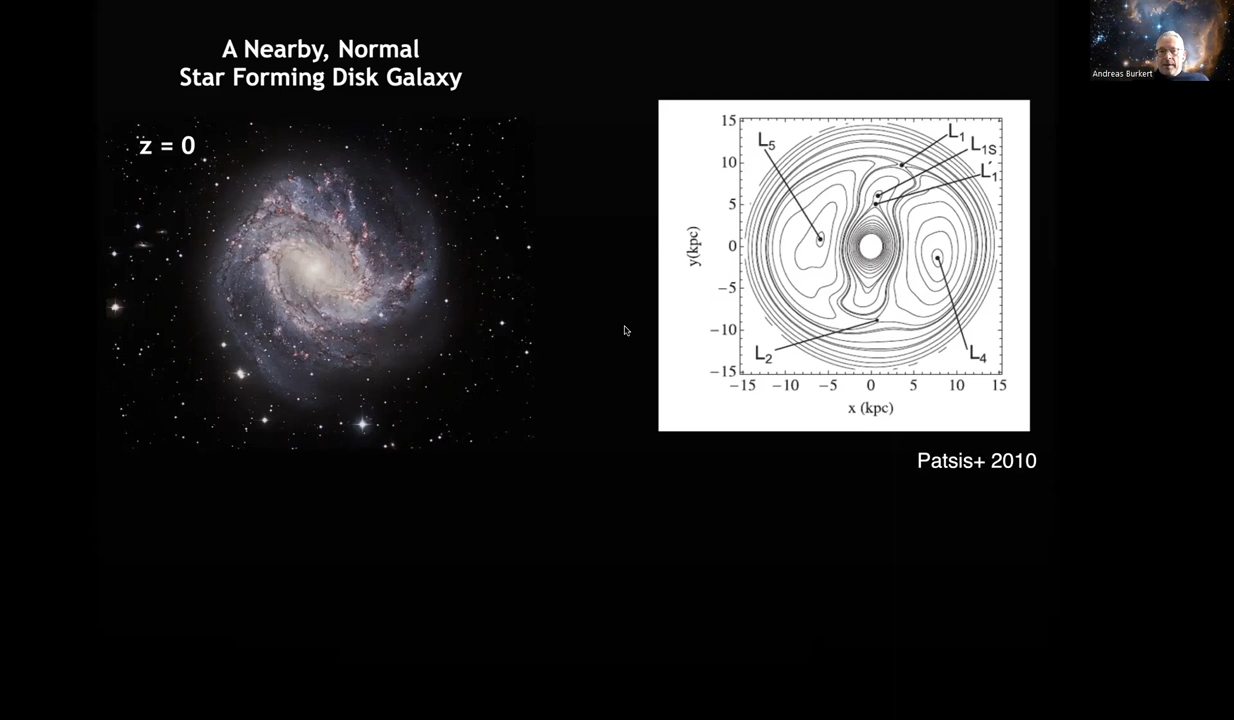 A Nearby, Normal
Star Forming Disk Galaxy
z = 0
Andreas Burkert
L5
L1
L1S
L1′
L2
L4
15
10
5
0
−5
−10
−15
y(kpc)
−15 −10 −5 0 5 10 15
x (kpc)
Patsis+ 2010